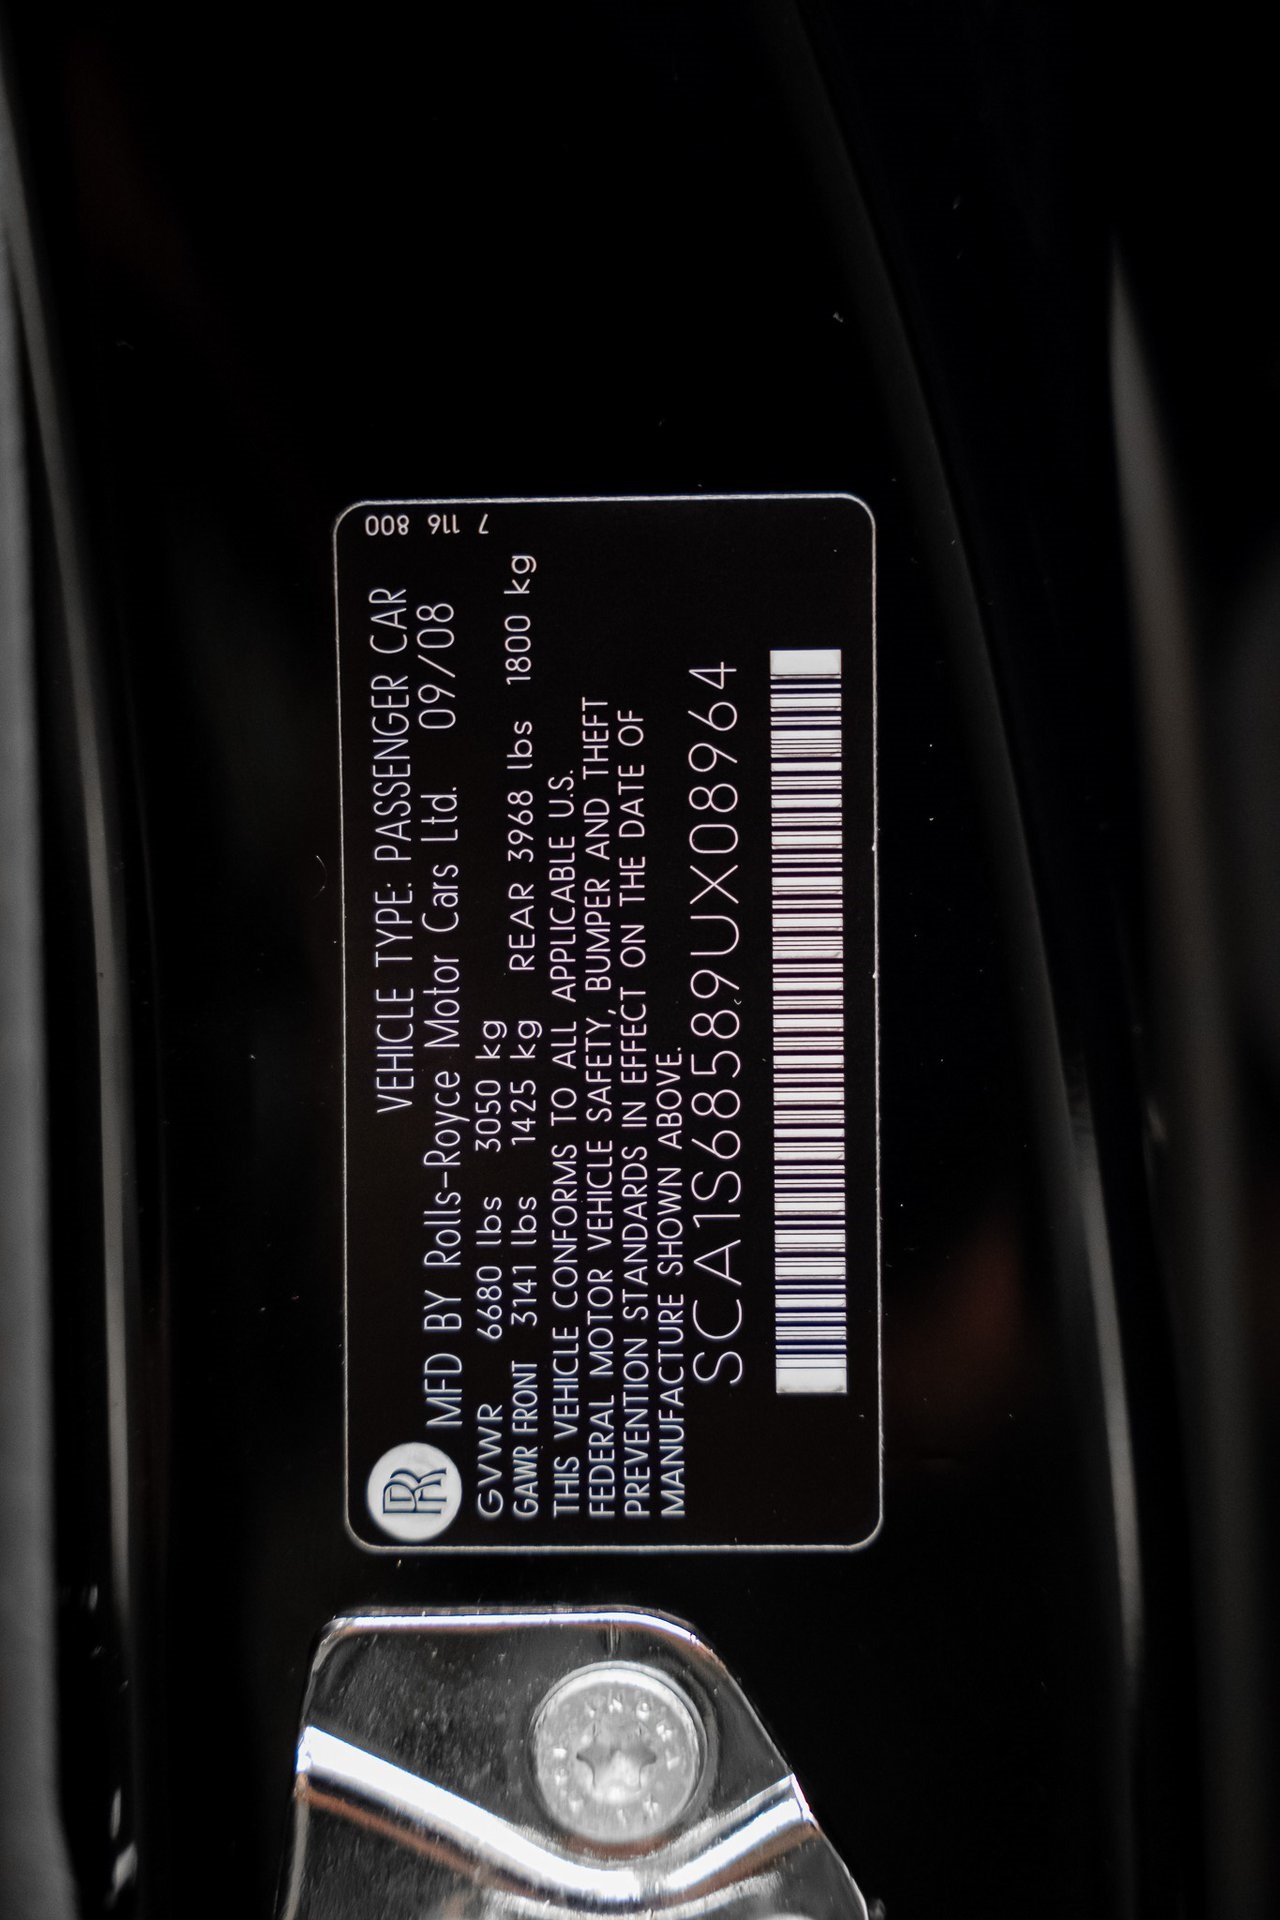 7 116 800
VEHICLE TYPE: PASSENGER CAR
MFD BY Rolls-Royce Motor Cars Ltd. 09/08
GVWR 6680 lbs 3050 kg
GAWR FRONT 3141 lbs 1425 kg REAR 3968 lbs 1800 kg
THIS VEHICLE CONFORMS TO ALL APPLICABLE U.S.
FEDERAL MOTOR VEHICLE SAFETY, BUMPER AND THEFT
PREVENTION STANDARDS IN EFFECT ON THE DATE OF
MANUFACTURE SHOWN ABOVE.
SCA1S68589UX08964
RR